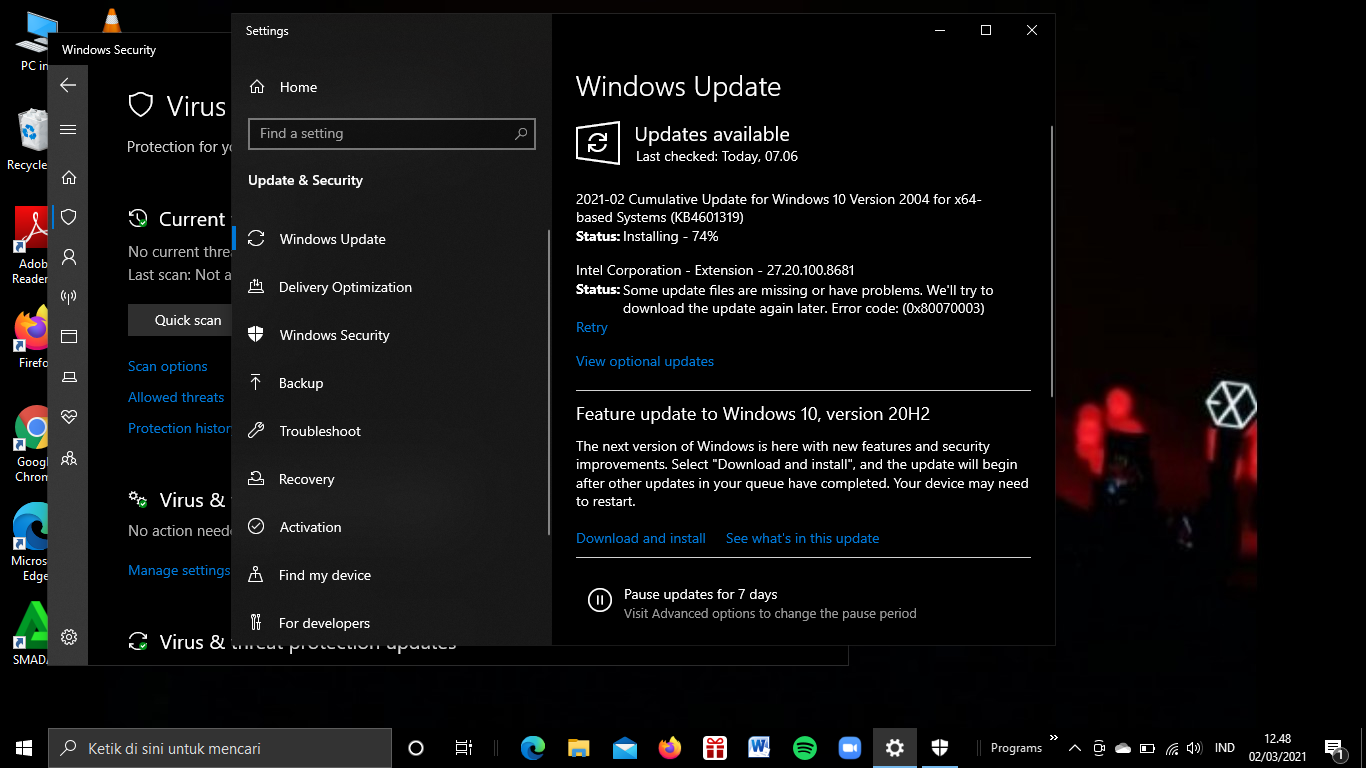 PC in
Recycle
Adob
Reader
Firefo
Googl
Chron
Micros
Edge
SMADA
Windows Security
Virus
Protection for yo
Current
No current threa
Last scan: Not a
Quick scan
Scan options
Allowed threats
Protection history
Virus &
No action neede
Manage settings
Virus & threat protection updates
Settings
Home
Find a setting
Update & Security
Windows Update
Delivery Optimization
Windows Security
Backup
Troubleshoot
Recovery
Activation
Find my device
For developers
Windows Update
Updates available
Last checked: Today, 07.06
2021-02 Cumulative Update for Windows 10 Version 2004 for x64-
based Systems (KB4601319)
Status: Installing - 74%
Intel Corporation - Extension - 27.20.100.8681
Status: Some update files are missing or have problems. We'll try to
download the update again later. Error code: (0x80070003)
Retry
View optional updates
Feature update to Windows 10, version 20H2
The next version of Windows is here with new features and security
improvements. Select "Download and install", and the update will begin
after other updates in your queue have completed. Your device may need
to restart.
Download and install See what's in this update
Pause updates for 7 days
Visit Advanced options to change the pause period
Ketik di sini untuk mencari
Programs
IND
12.48
02/03/2021
1